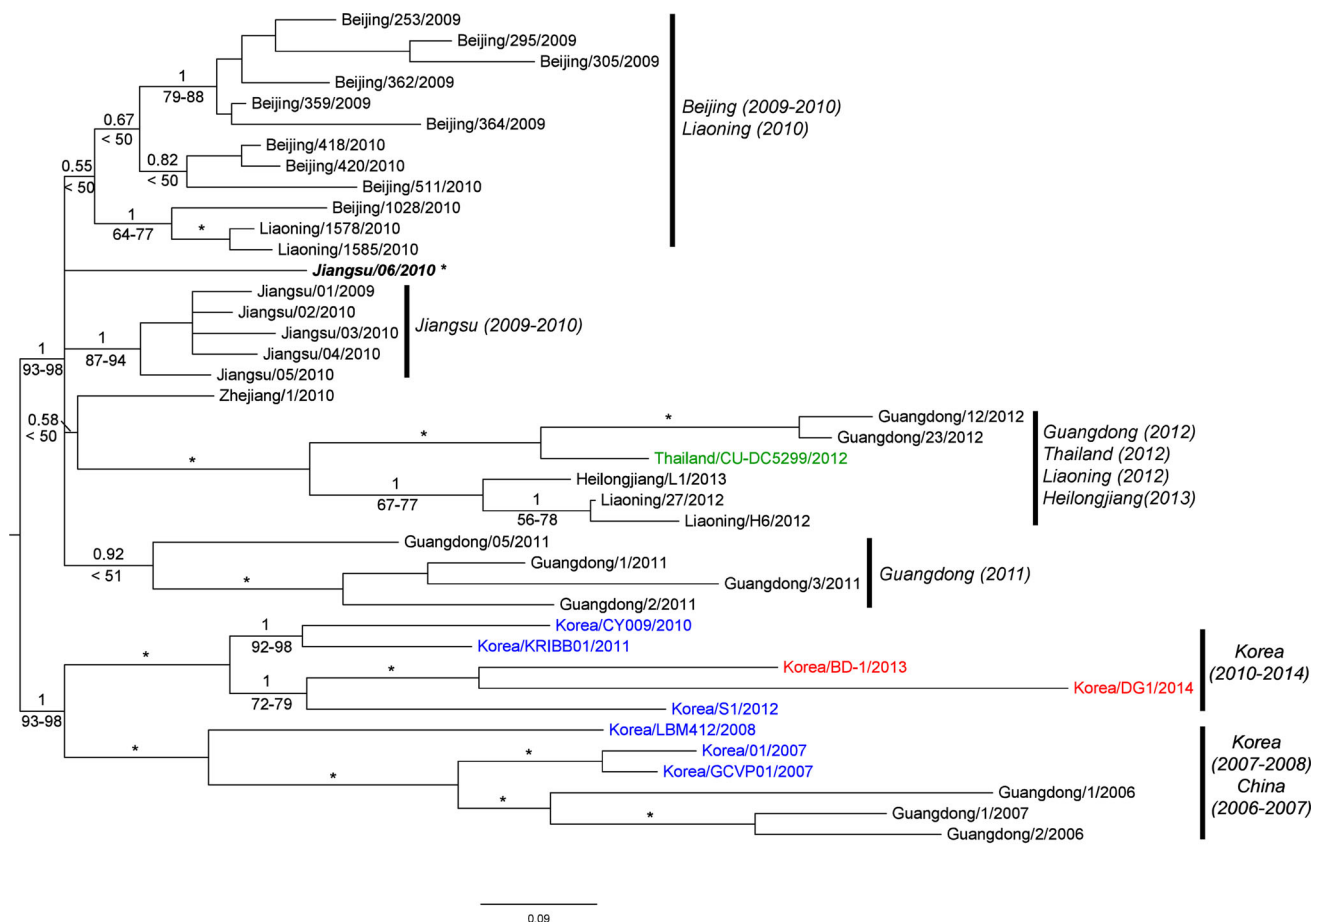 Beijing/253/2009
Beijing/295/2009
Beijing/305/2009
1
79-88
Beijing/362/2009
Beijing/359/2009
Beijing/364/2009
Beijing (2009-2010)
Liaoning (2010)
0.67
< 50
Beijing/418/2010
0.82
< 50
Beijing/420/2010
Beijing/511/2010
0.55
< 50
1
64-77
Beijing/1028/2010
*
Liaoning/1578/2010
Liaoning/1585/2010
Jiangsu/06/2010 *
Jiangsu/01/2009
Jiangsu/02/2010
Jiangsu/03/2010
Jiangsu/04/2010
Jiangsu/05/2010
Jiangsu (2009-2010)
1
87-94
1
93-98
Zhejiang/1/2010
0.58
< 50
*
*
*
Guangdong/12/2012
Guangdong/23/2012
Thailand/CU-DC5299/2012
Heilongjiang/L1/2013
1
67-77
1
56-78
Liaoning/27/2012
Liaoning/H6/2012
Guangdong (2012)
Thailand (2012)
Liaoning (2012)
Heilongjiang(2013)
0.92
< 51
Guangdong/05/2011
*
Guangdong/1/2011
Guangdong/3/2011
Guangdong/2/2011
Guangdong (2011)
1
92-98
Korea/CY009/2010
Korea/KRIBB01/2011
*
*
Korea/BD-1/2013
Korea/DG1/2014
1
72-79
Korea/S1/2012
Korea
(2010-2014)
1
93-98
*
Korea/LBM412/2008
*
Korea/01/2007
Korea/GCVP01/2007
*
*
Guangdong/1/2006
*
Guangdong/1/2007
Guangdong/2/2006
Korea
(2007-2008)
China
(2006-2007)
0.09